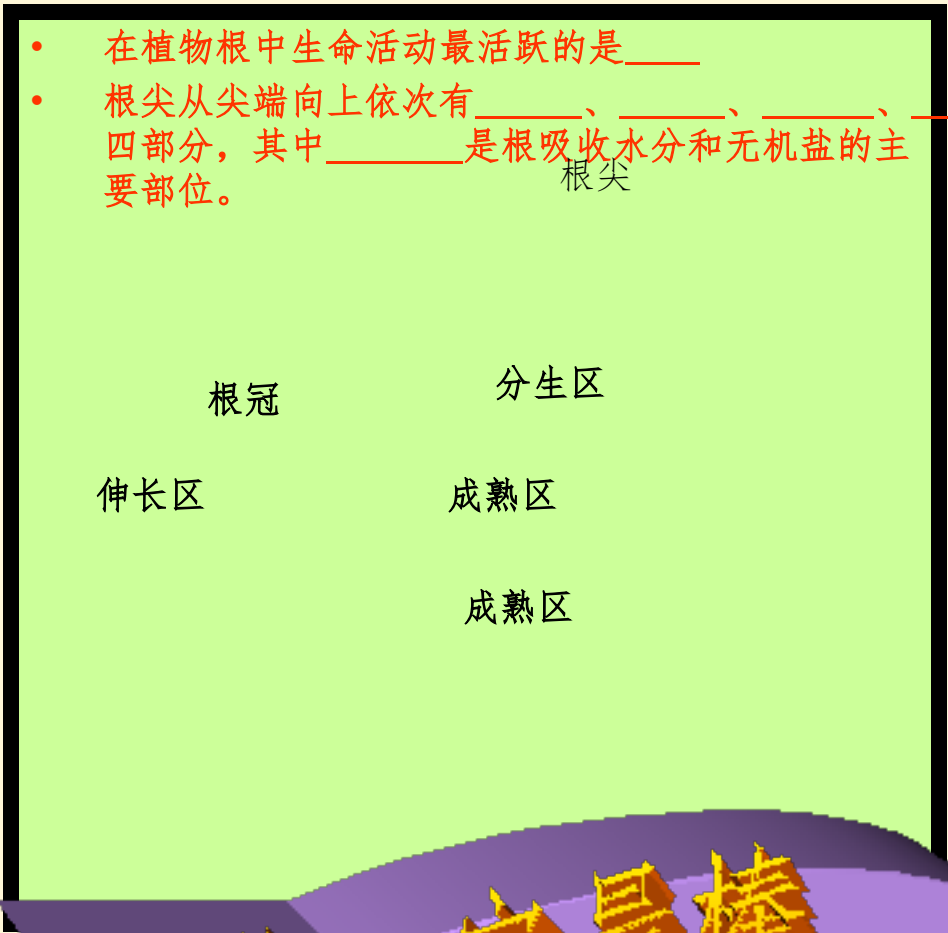 • 在植物根中生命活动最活跃的是____
• 根尖从尖端向上依次有______、______、______、__
四部分，其中________是根吸收水分和无机盐的主
要部位。
根尖
根冠
分生区
伸长区
成熟区
成熟区
最棒